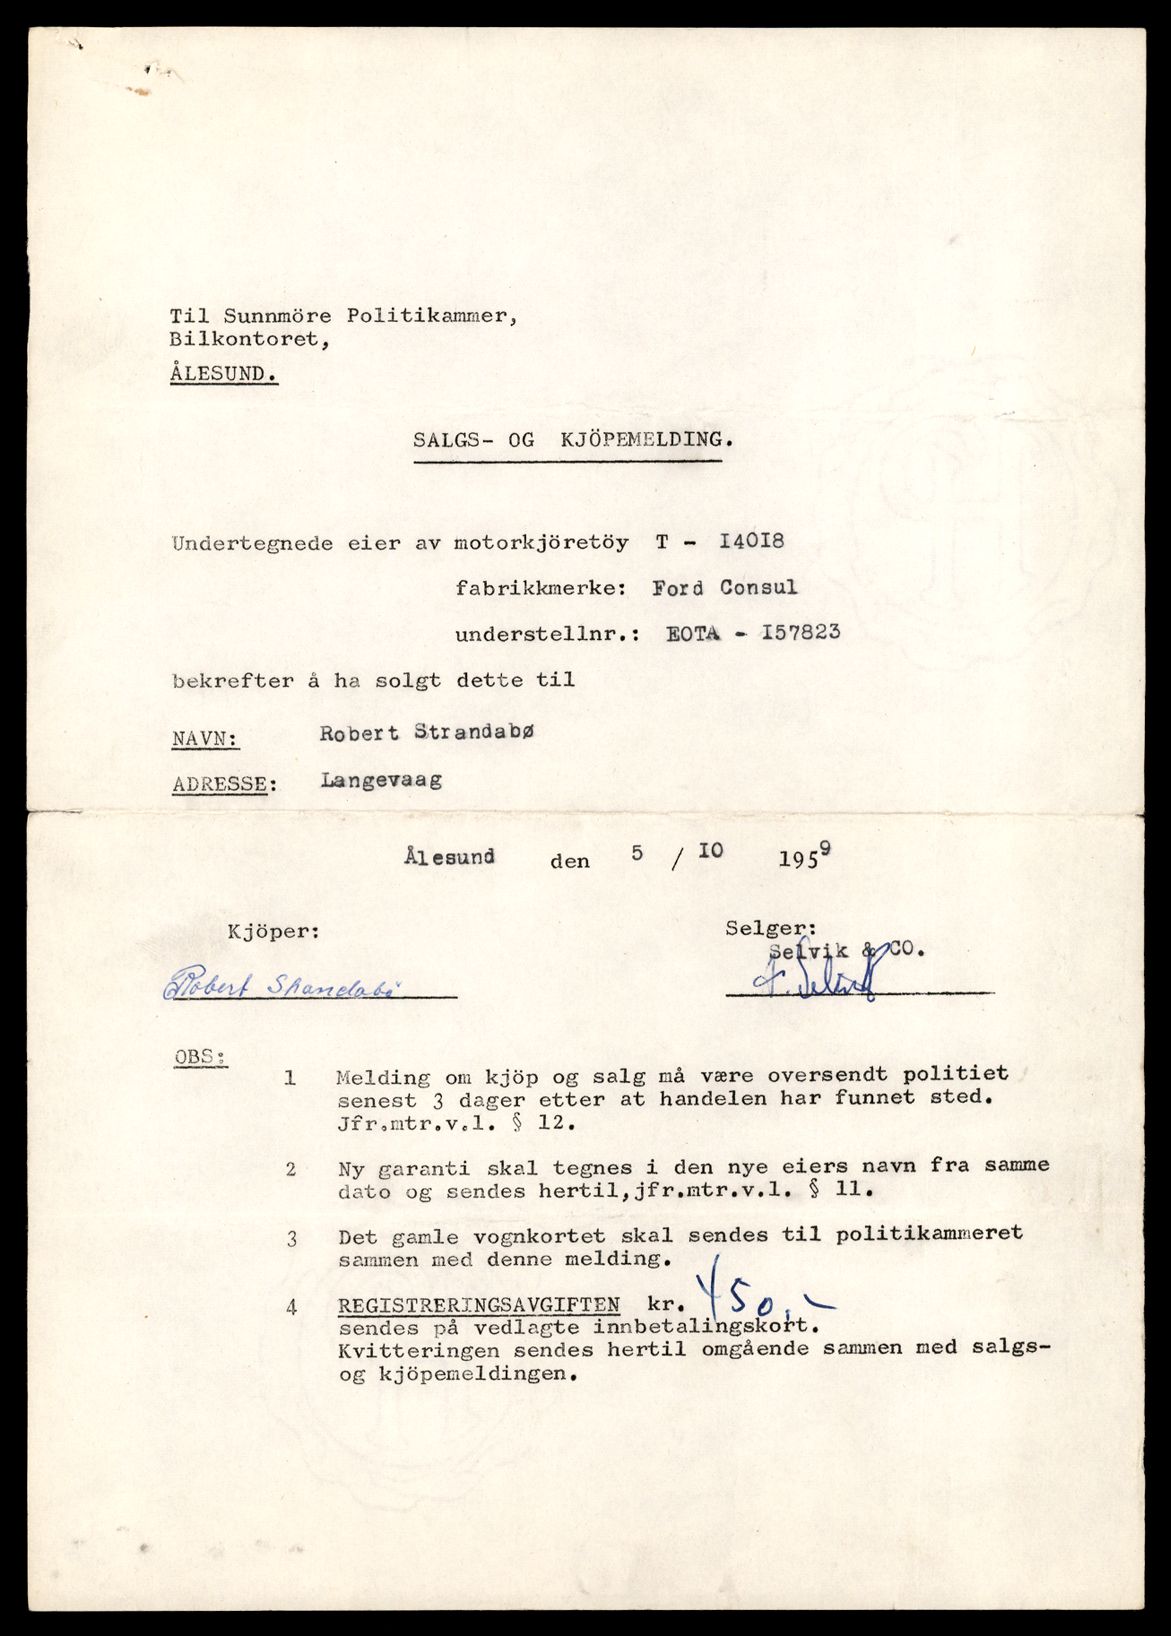 Til Sunnmöre Politikammer,
Bilkontoret,
ÅLESUND.
SALGS- OG KJÖPEMELDING.
Undertegnede eier av motorkjöretöy T - I40I8
fabrikkmerke: Ford Consul
understellnr.: EOTA - I57823
bekrefter å ha solgt dette til
NAVN: Robert Strandabø
ADRESSE: Langevaag
Ålesund den 5 / IO 1959
Kjöper: Selger:
Selvik & CO.
Robert Strandabö
OBS:
1 Melding om kjöp og salg må være oversendt politiet
senest 3 dager etter at handelen har funnet sted.
Jfr.mtr.v.l. § 12.
2 Ny garanti skal tegnes i den nye eiers navn fra samme
dato og sendes hertil,jfr.mtr.v.l. § 11.
3 Det gamle vognkortet skal sendes til politikammeret
sammen med denne melding.
4 REGISTRERINGSAVGIFTEN kr. 450,-
sendes på vedlagte innbetalingskort.
Kvitteringen sendes hertil omgående sammen med salgs-
og kjöpemeldingen.